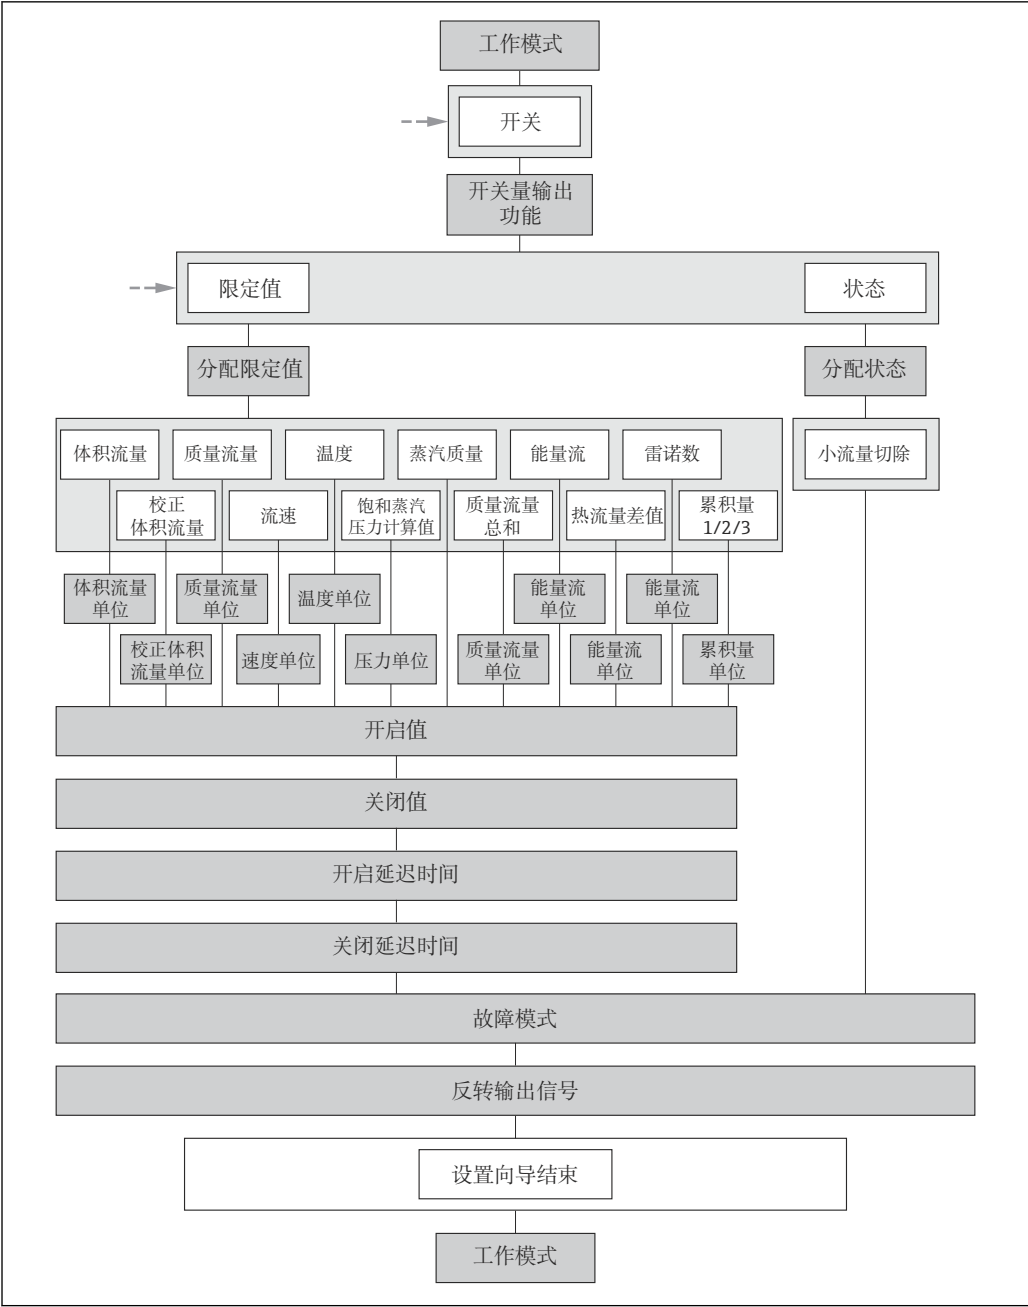 工作模式
开关
开关量输出
功能
限定值
状态
分配限定值
分配状态
体积流量
质量流量
温度
蒸汽质量
能量流
雷诺数
小流量切除
校正
体积流量
流速
饱和蒸汽
压力计算值
质量流量
总和
热流量差值
累积量
1/2/3
体积流量
单位
质量流量
单位
温度单位
能量流
单位
能量流
单位
校正体积
流量单位
速度单位
压力单位
质量流量
单位
能量流
单位
累积量
单位
开启值
关闭值
开启延迟时间
关闭延迟时间
故障模式
反转输出信号
设置向导结束
工作模式